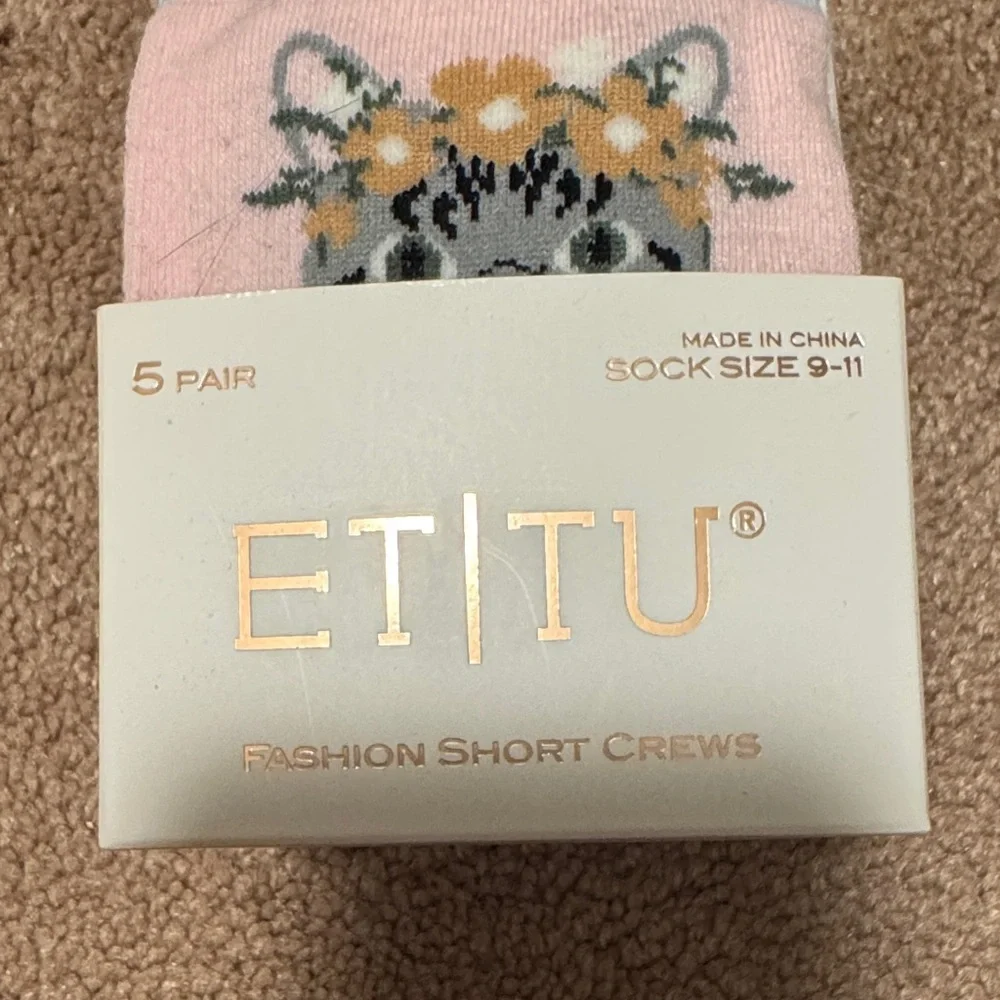 5 PAIR
MADE IN CHINA
SOCK SIZE 9-11
ET|TU®
FASHION SHORT CREWS